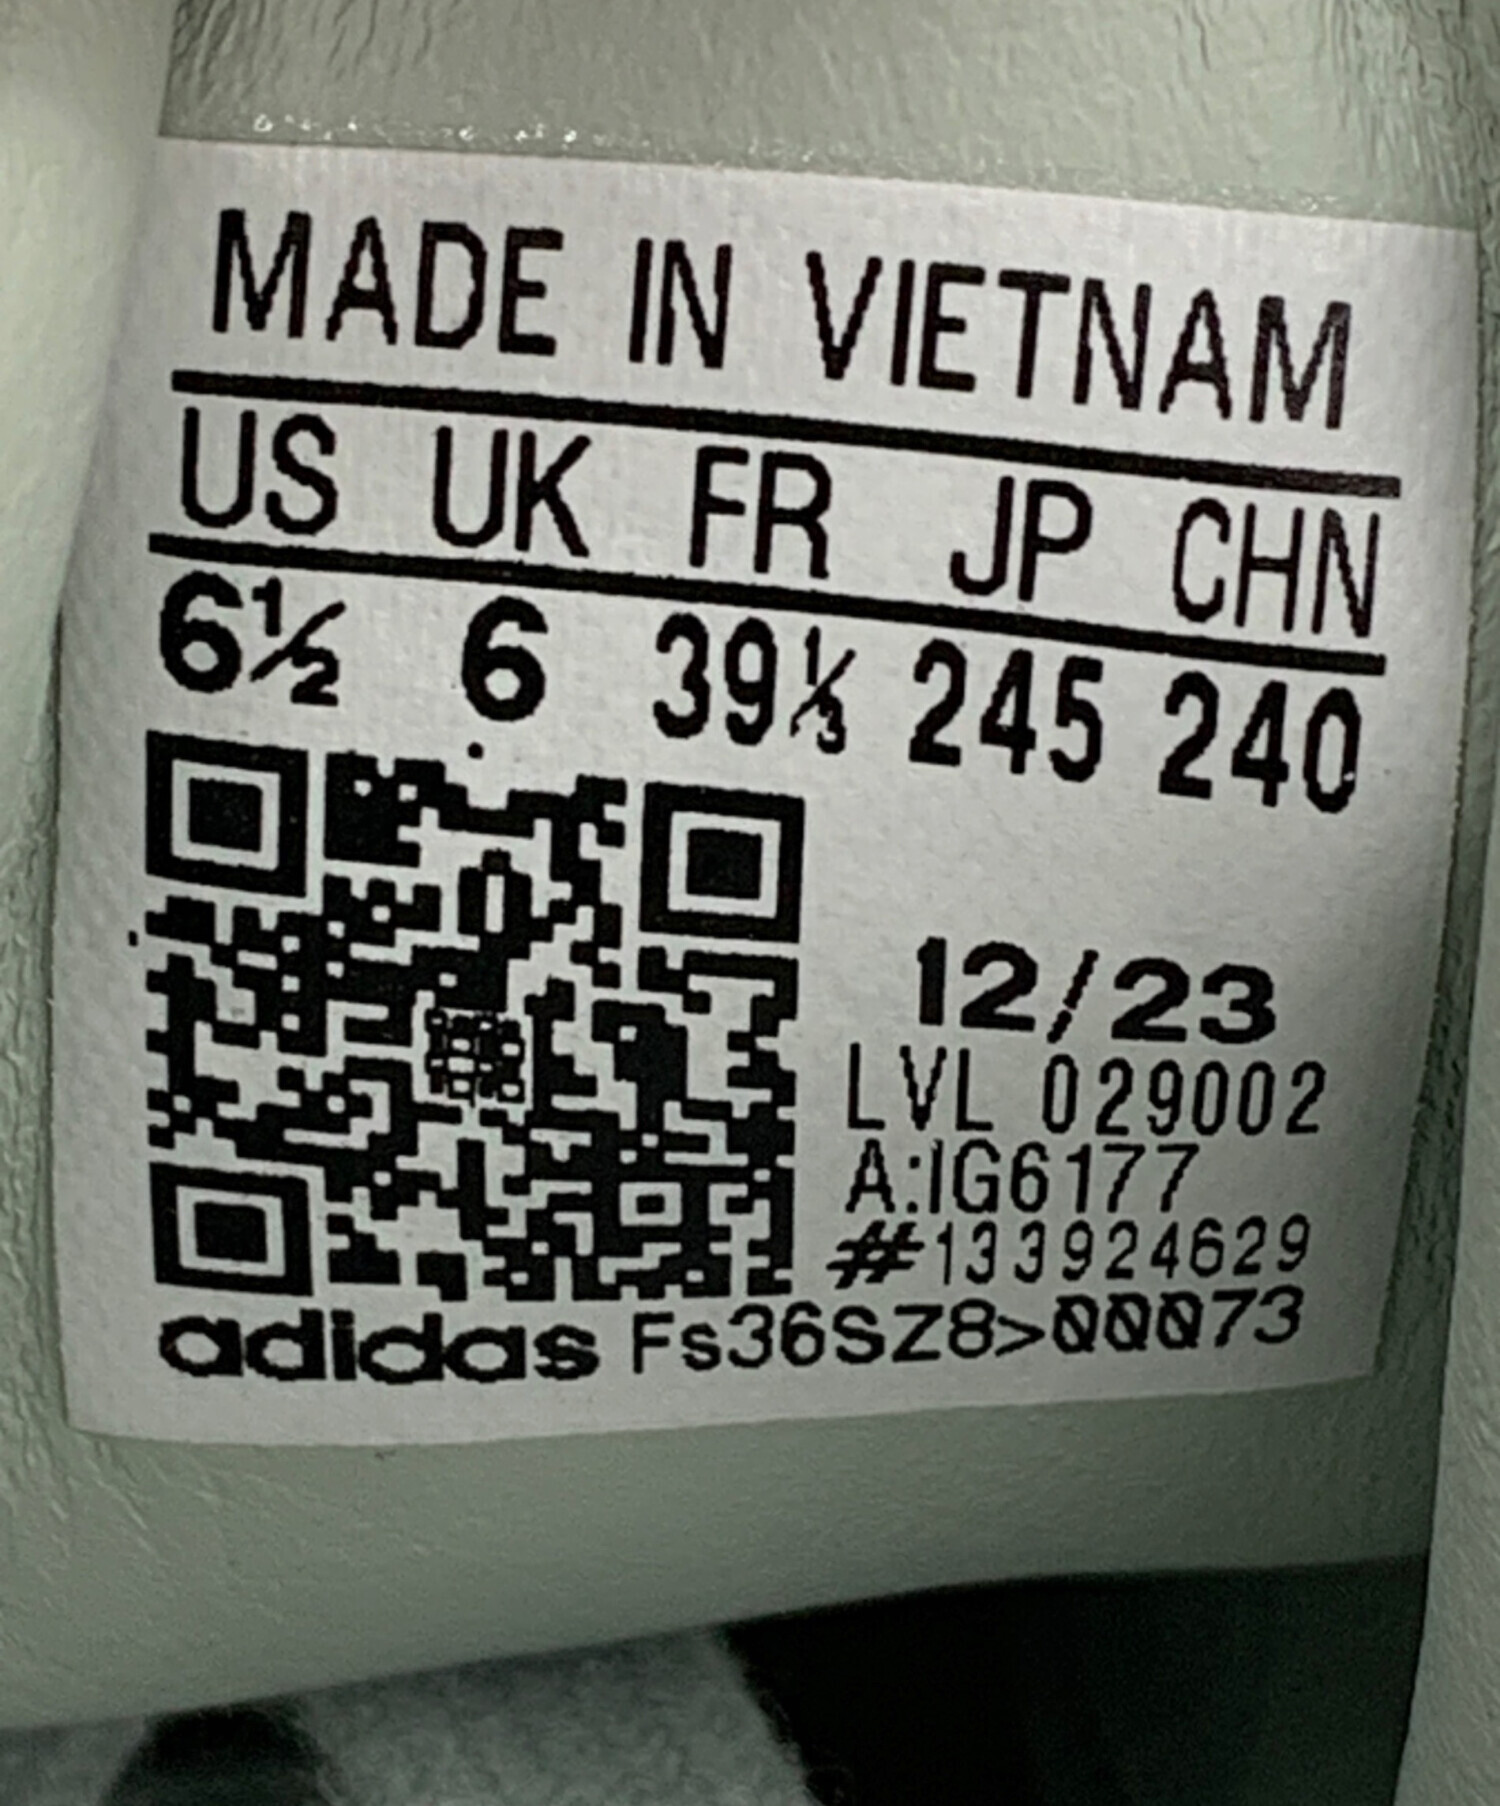 MADE IN VIETNAM
US UK FR JP CHN
6½ 6 39⅓ 245 240
12/23
LVL 029002
A:IG6177
#133924629
adidas Fs36SZ8>00073